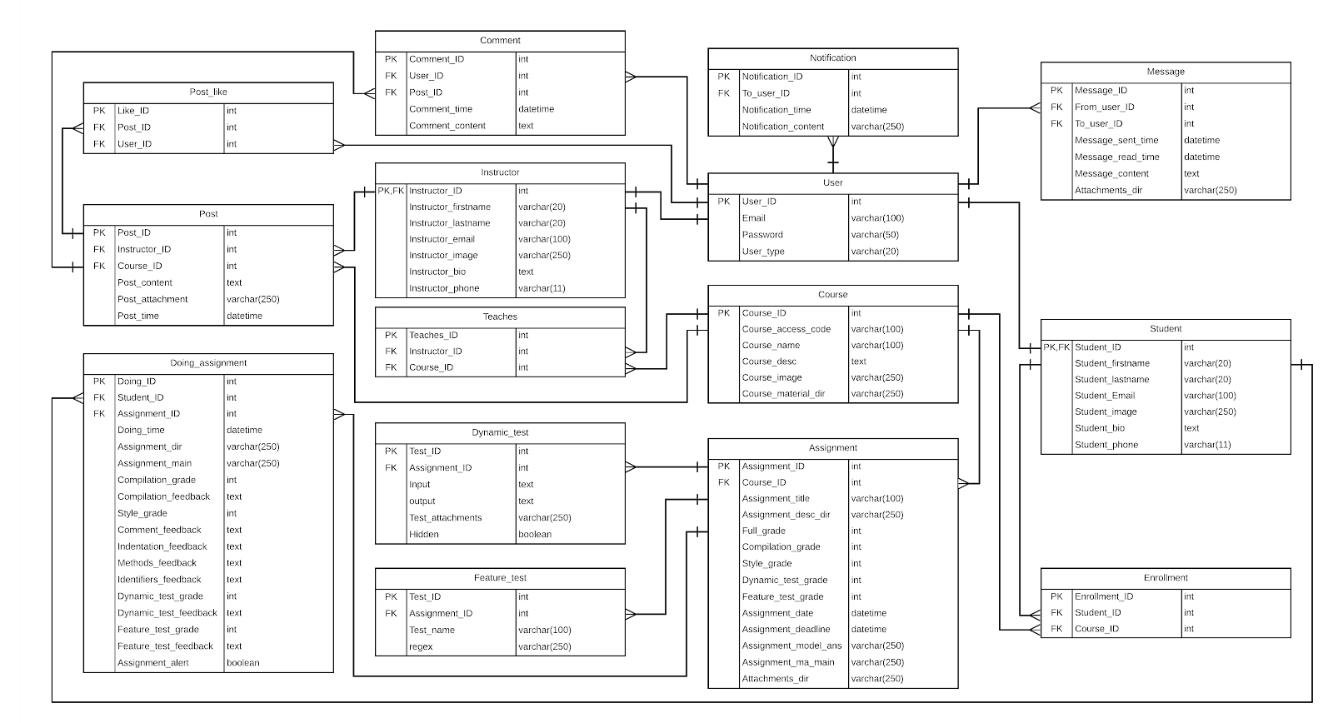 Comment
PK Comment_ID int
FK User_ID int
FK Post_ID int
Comment_time datetime
Comment_content text
Notification
PK Notification_ID int
FK To_user_ID int
Notification_time datetime
Notification_content varchar(250)
Message
PK Message_ID int
FK From_user_ID int
FK To_user_ID int
Message_sent_time datetime
Message_read_time datetime
Message_content text
Attachments_dir varchar(250)
Post_like
PK Like_ID int
FK Post_ID int
FK User_ID int
Instructor
PK,FK Instructor_ID int
Instructor_firstname varchar(20)
Instructor_lastname varchar(20)
Instructor_email varchar(100)
Instructor_image varchar(250)
Instructor_bio text
Instructor_phone varchar(11)
User
PK User_ID int
Email varchar(100)
Password varchar(50)
User_type varchar(20)
Post
PK Post_ID int
FK Instructor_ID int
FK Course_ID int
Post_content text
Post_attachment varchar(250)
Post_time datetime
Teaches
PK Teaches_ID int
FK Instructor_ID int
FK Course_ID int
Course
PK Course_ID int
Course_access_code varchar(100)
Course_name varchar(100)
Course_desc text
Course_image varchar(250)
Course_material_dir varchar(250)
Student
PK,FK Student_ID int
Student_firstname varchar(20)
Student_lastname varchar(20)
Student_Email varchar(100)
Student_image varchar(250)
Student_bio text
Student_phone varchar(11)
Doing_assignment
PK Doing_ID int
FK Student_ID int
FK Assignment_ID int
Doing_time datetime
Assignment_dir varchar(250)
Assignment_main varchar(250)
Compilation_grade int
Compilation_feedback text
Style_grade int
Comment_feedback text
Indentation_feedback text
Methods_feedback text
Identifiers_feedback text
Dynamic_test_grade int
Dynamic_test_feedback text
Feature_test_grade int
Feature_test_feedback text
Assignment_alert boolean
Dynamic_test
PK Test_ID int
FK Assignment_ID int
Input text
output text
Test_attachments varchar(250)
Hidden boolean
Assignment
PK Assignment_ID int
FK Course_ID int
Assignment_title varchar(100)
Assignment_desc_dir varchar(250)
Full_grade int
Compilation_grade int
Style_grade int
Dynamic_test_grade int
Feature_test_grade int
Assignment_date datetime
Assignment_deadline datetime
Assignment_model_ans varchar(250)
Assignment_ma_main varchar(250)
Attachments_dir varchar(250)
Feature_test
PK Test_ID int
FK Assignment_ID int
Test_name varchar(100)
regex varchar(250)
Enrollment
PK Enrollment_ID int
FK Student_ID int
FK Course_ID int